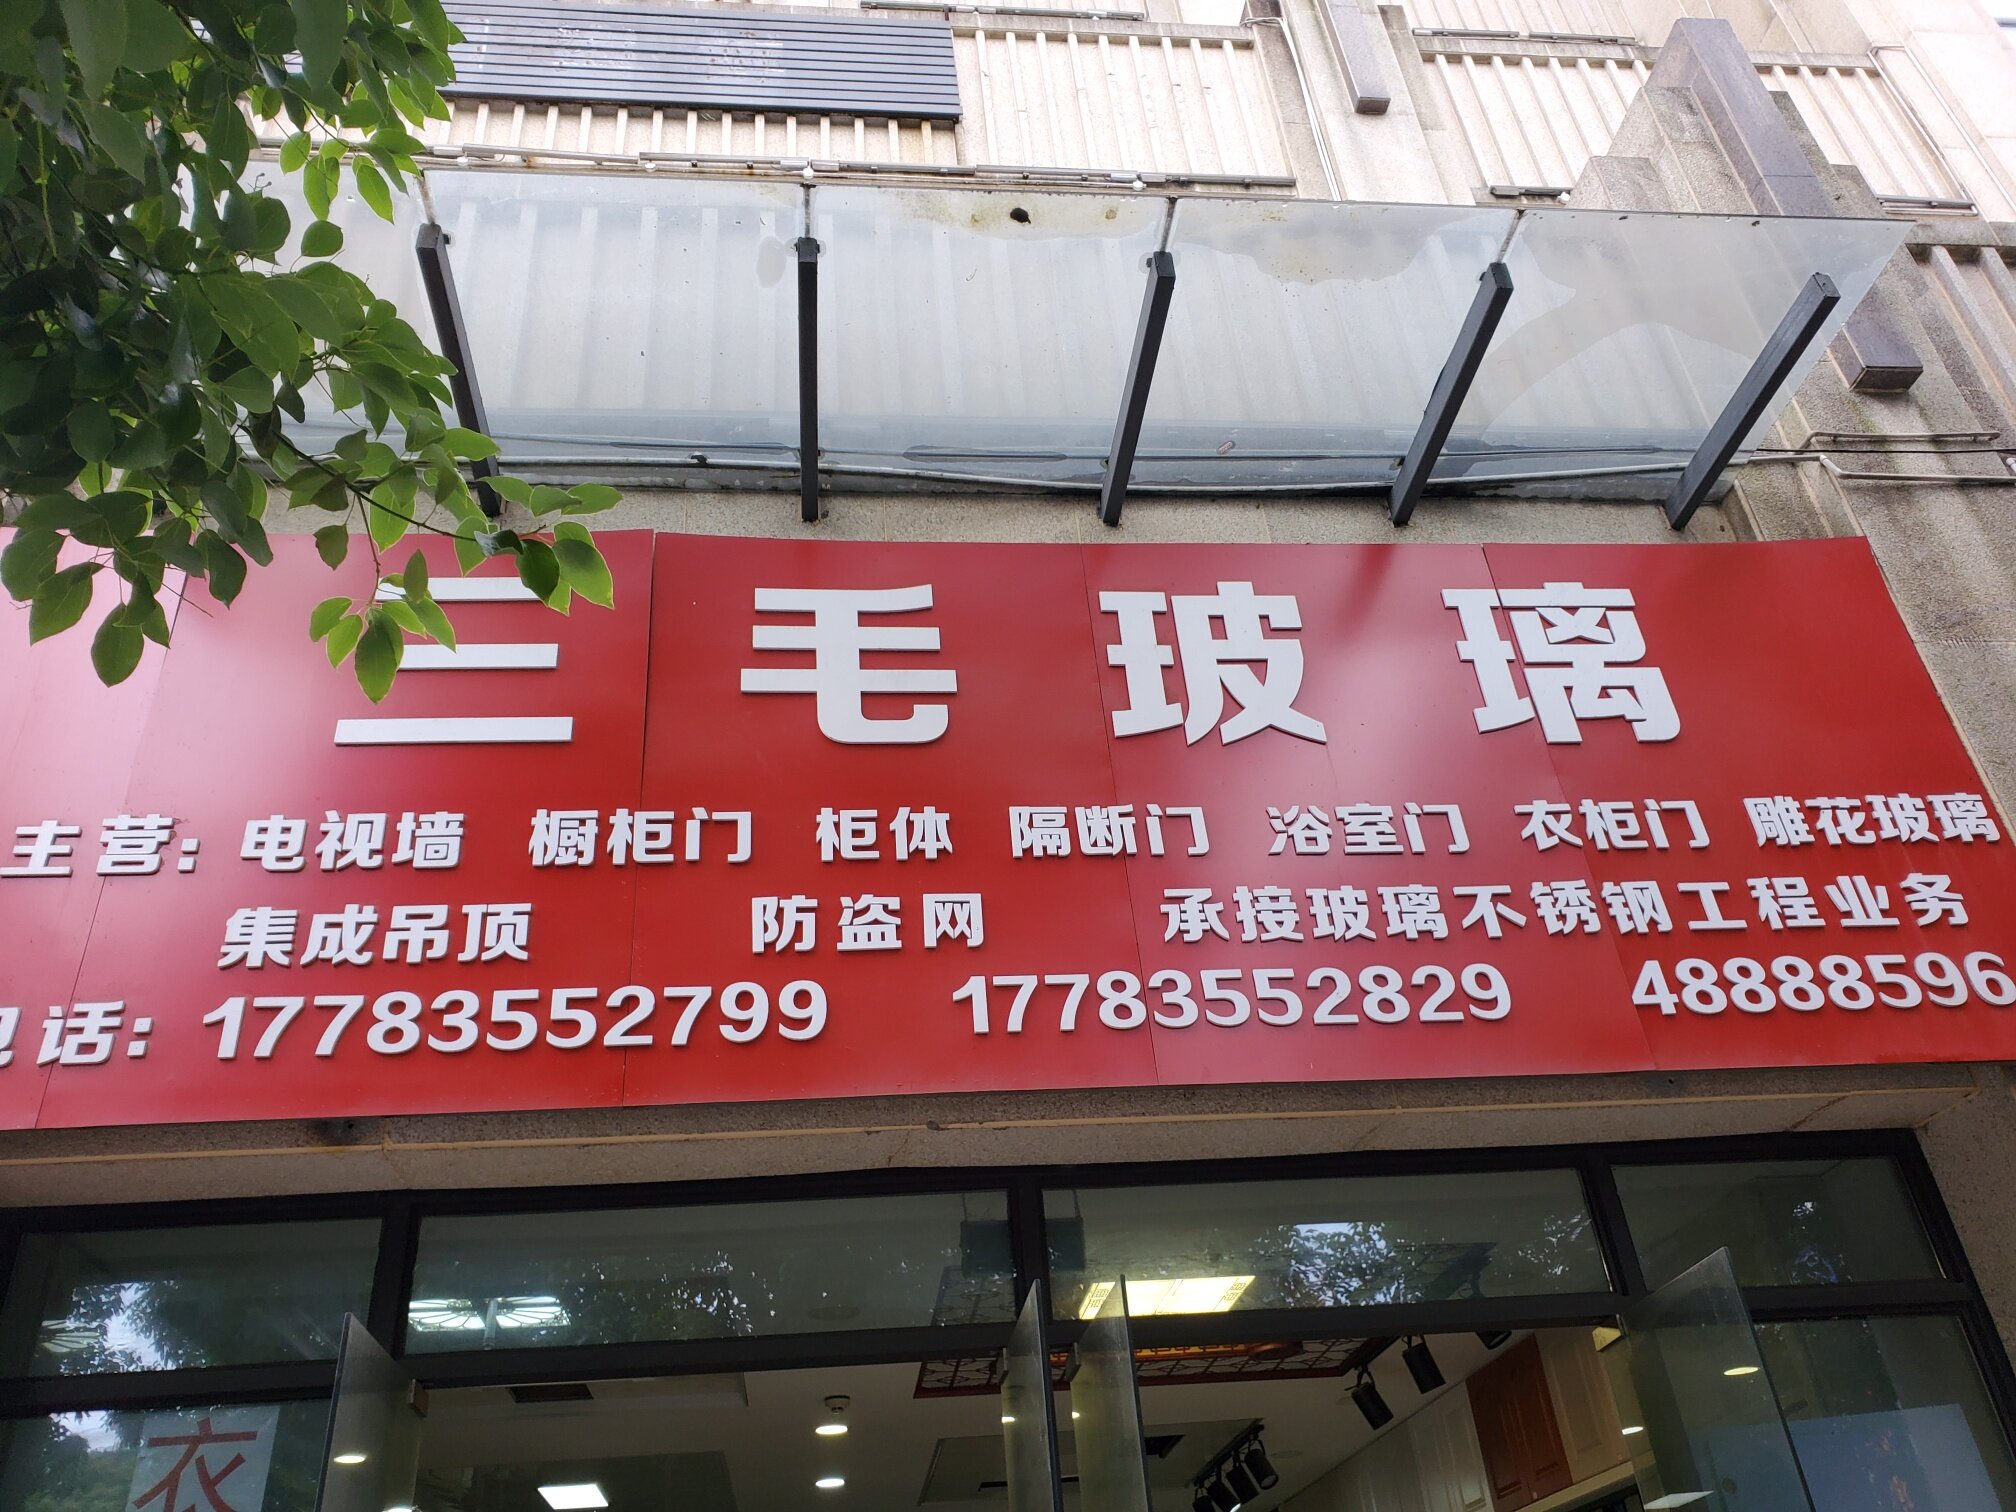 三毛玻璃
主营: 电视墙 橱柜门 柜体 隔断门 浴室门 衣柜门 雕花玻璃
集成吊顶 防盗网 承接玻璃不锈钢工程业务
电话: 17783552799 17783552829 48888596
衣